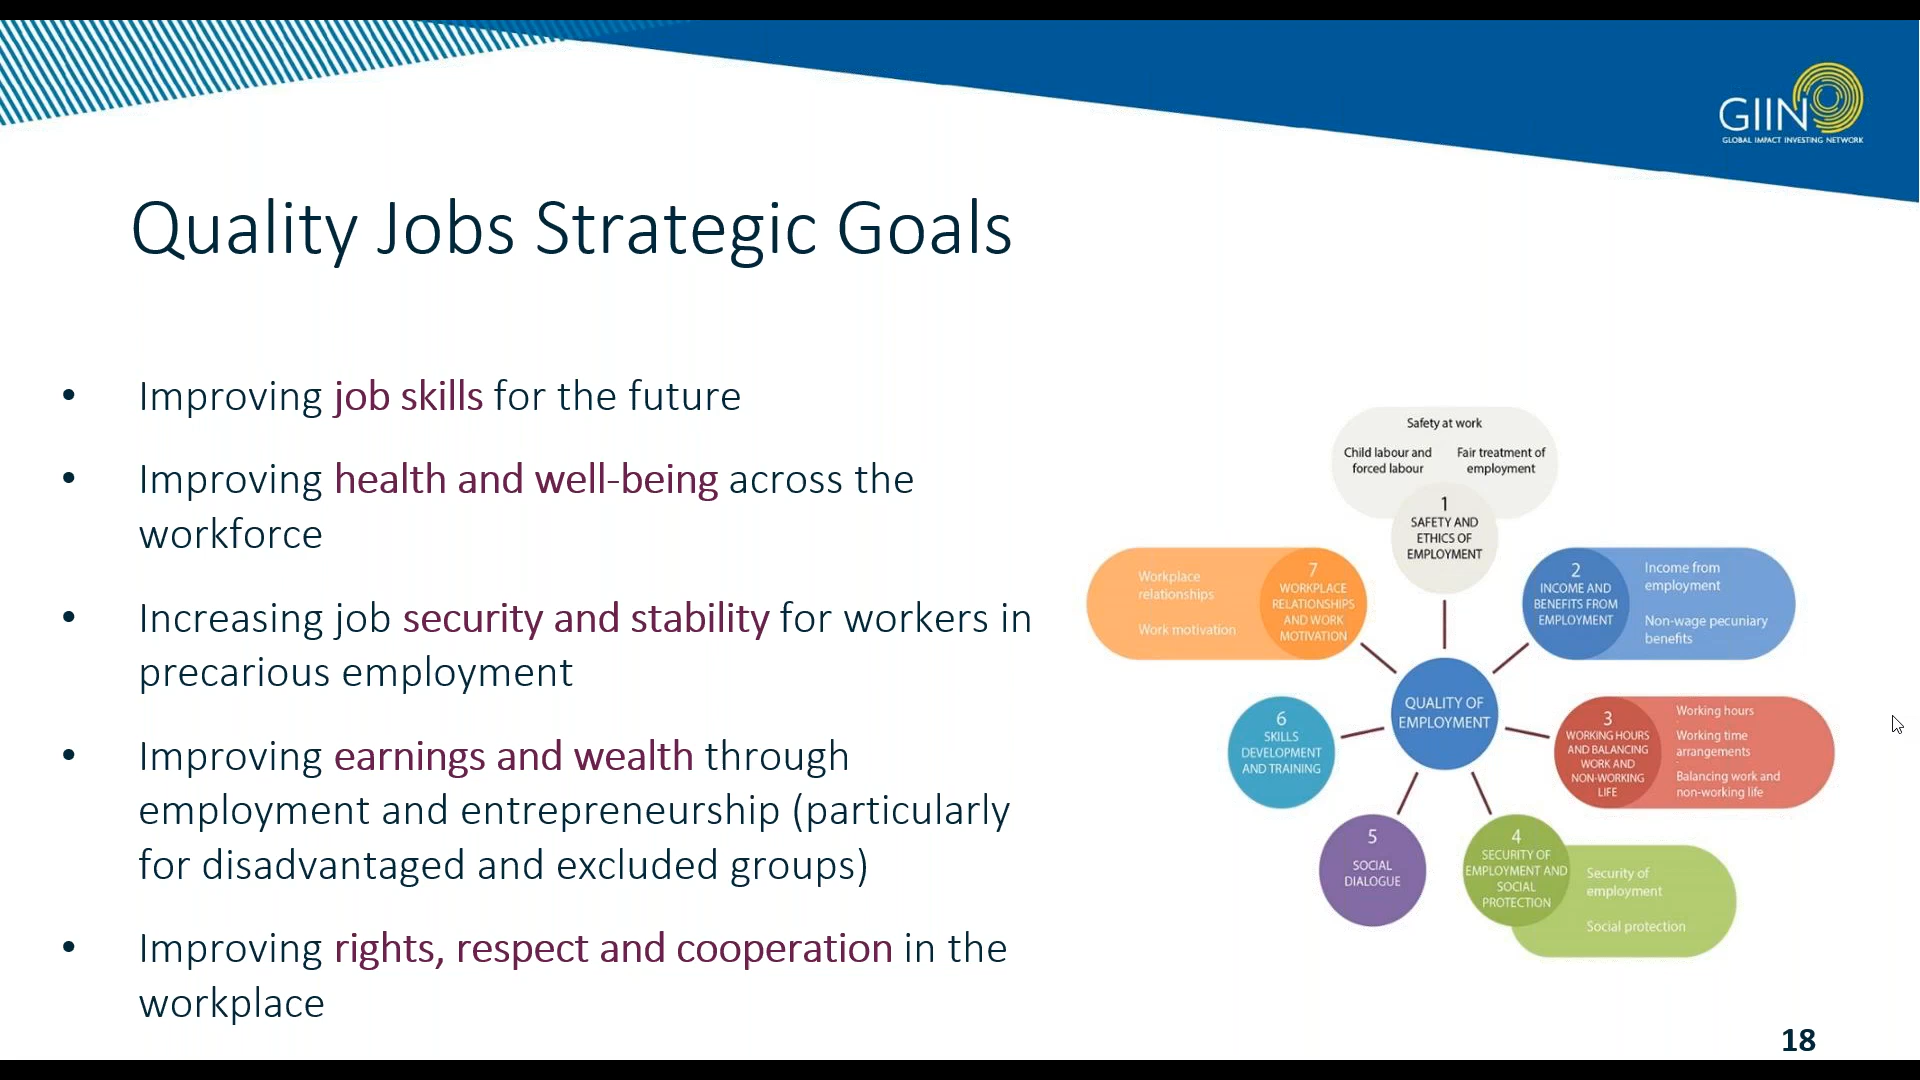 GIIN
GLOBAL IMPACT INVESTING NETWORK
Quality Jobs Strategic Goals
• Improving job skills for the future
• Improving health and well-being across the
workforce
• Increasing job security and stability for workers in
precarious employment
• Improving earnings and wealth through
employment and entrepreneurship (particularly
for disadvantaged and excluded groups)
• Improving rights, respect and cooperation in the
workplace
Safety at work
Child labour and
forced labour
Fair treatment of
employment
1
SAFETY AND
ETHICS OF
EMPLOYMENT
2
INCOME AND
BENEFITS FROM
EMPLOYMENT
Income from
employment
Non-wage pecuniary
benefits
3
WORKING HOURS
AND BALANCING
WORK AND
NON-WORKING
LIFE
Working hours
Working time
arrangements
Balancing work and
non-working life
4
SECURITY OF
EMPLOYMENT AND
SOCIAL
PROTECTION
Security of
employment
Social protection
5
SOCIAL
DIALOGUE
6
SKILLS
DEVELOPMENT
AND TRAINING
7
WORKPLACE
RELATIONSHIPS
AND WORK
MOTIVATION
Workplace
relationships
Work motivation
QUALITY OF
EMPLOYMENT
18